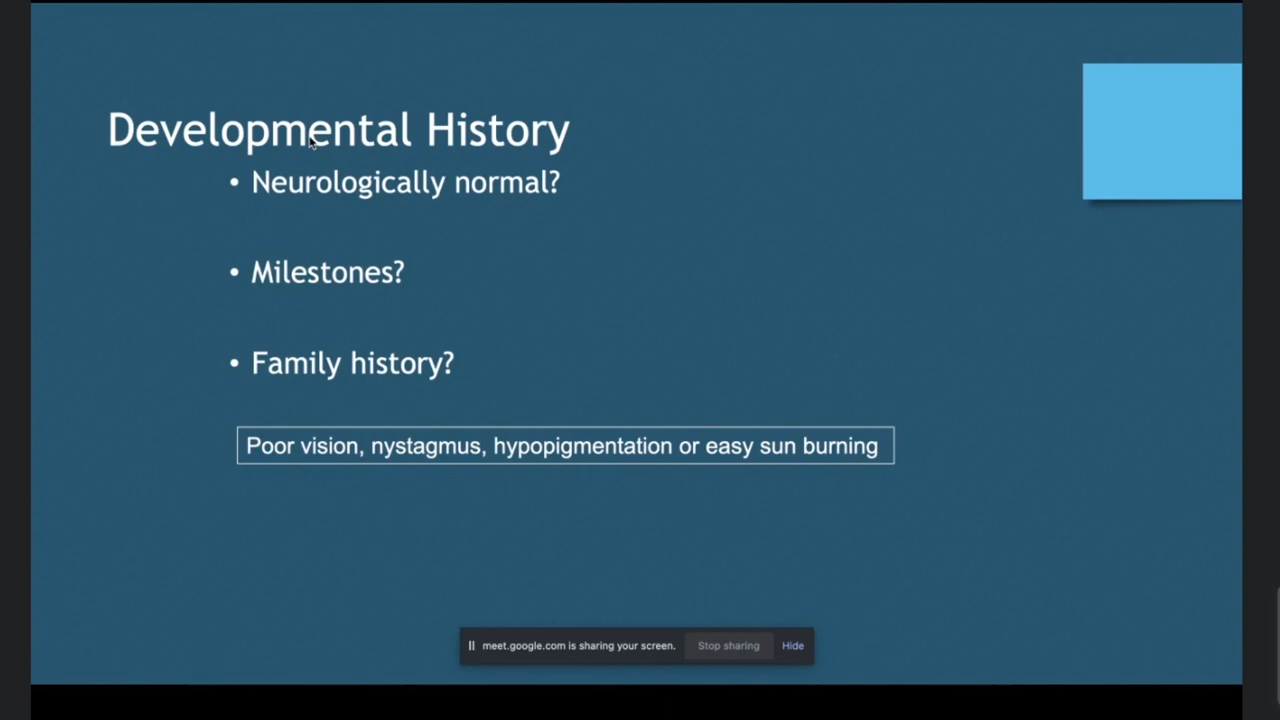 Developmental History
• Neurologically normal?
• Milestones?
• Family history?
Poor vision, nystagmus, hypopigmentation or easy sun burning
meet.google.com is sharing your screen. Stop sharing Hide